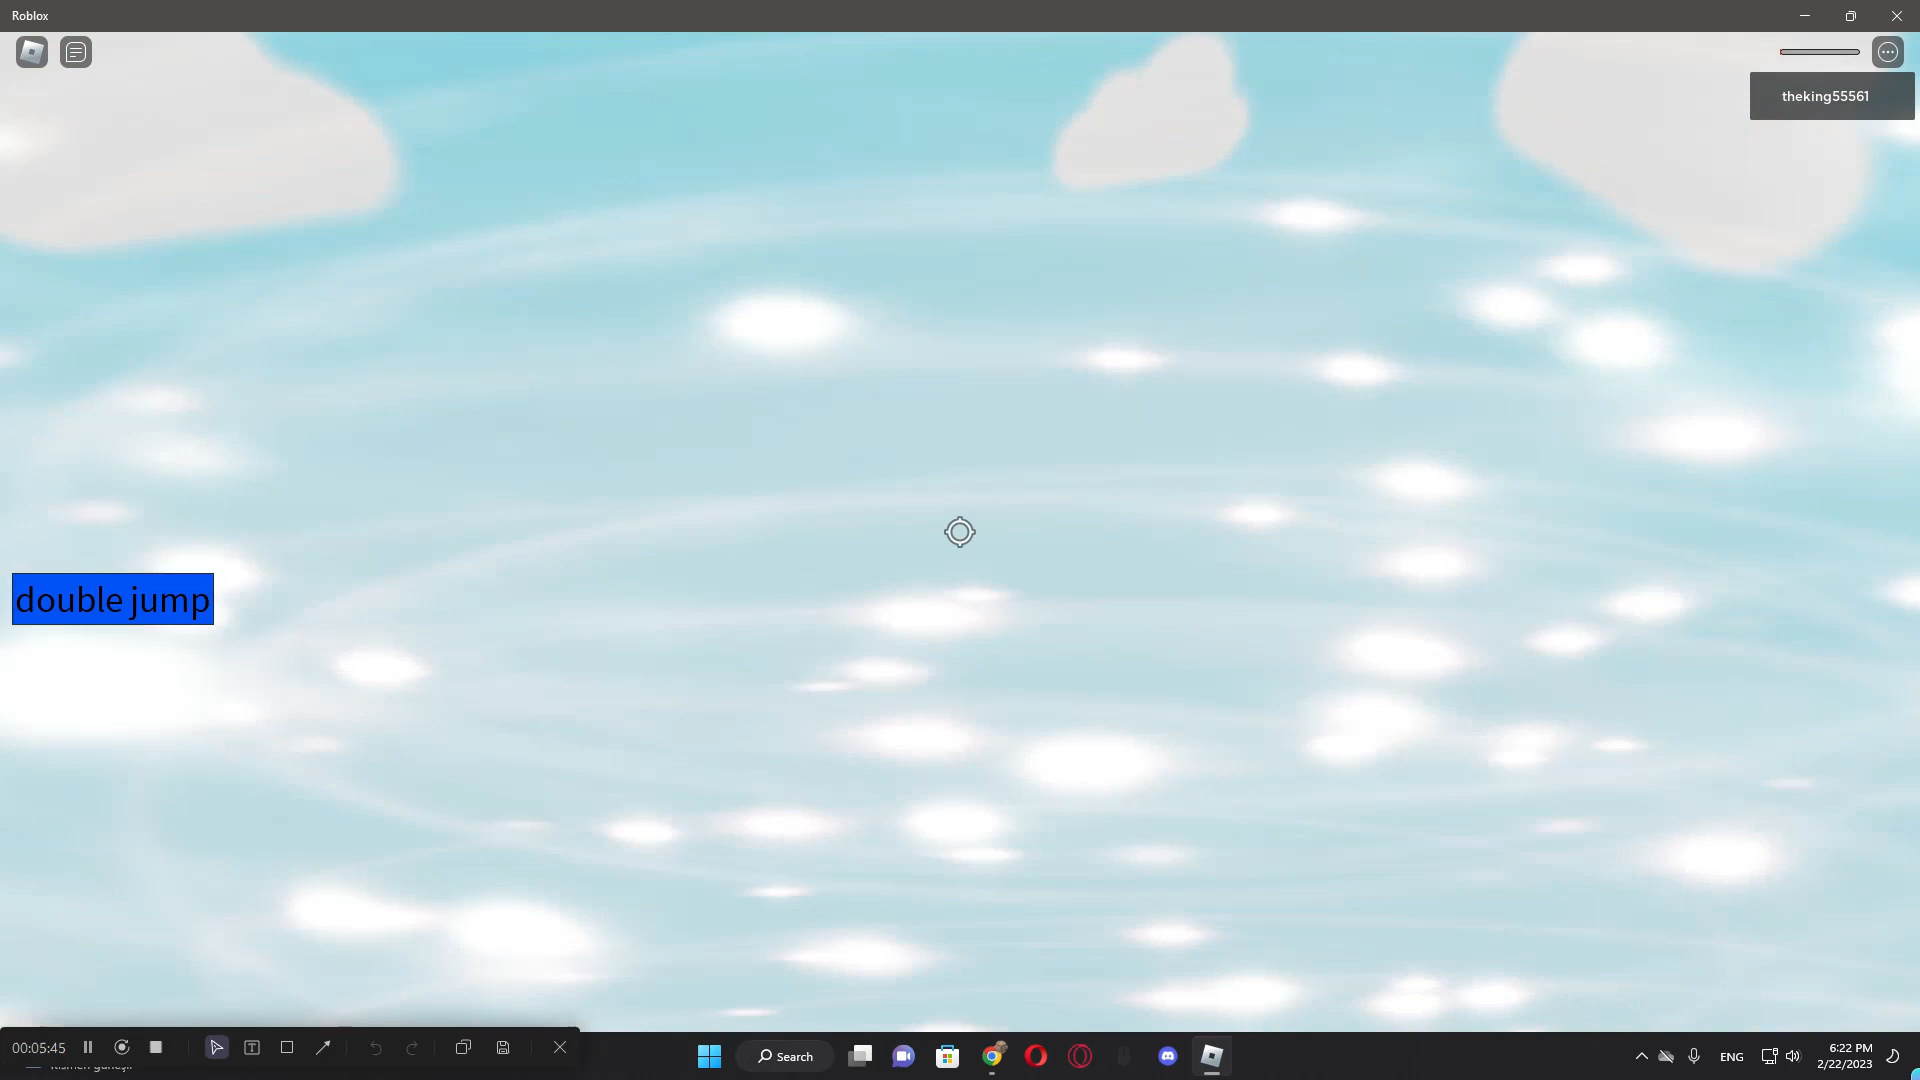 Roblox
theking55561
double jump
00:05:45
Search
ENG
6:22 PM
2/22/2023